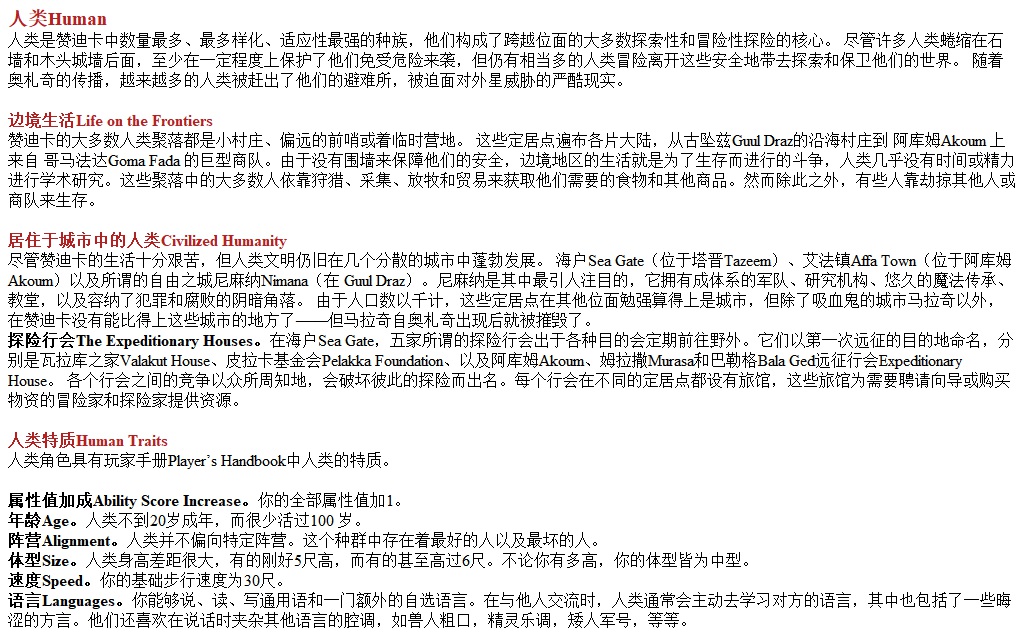 人类Human
人类是赞迪卡中数量最多、最多样化、适应性最强的种族，他们构成了跨越位面的大多数探索性和冒险性探险的核心。 尽管许多人类蜷缩在石
墙和木头城墙后面，至少在一定程度上保护了他们免受危险来袭，但仍有相当多的人类冒险离开这些安全地带去探索和保卫他们的世界。 随着
奥札奇的传播，越来越多的人类被赶出了他们的避难所，被迫面对外星威胁的严酷现实。
边境生活Life on the Frontiers
赞迪卡的大多数人类聚落都是小村庄、偏远的前哨或着临时营地。 这些定居点遍布各片大陆，从古坠兹Guul Draz的沿海村庄到 阿库姆Akoum 上
来自 哥马法达Goma Fada 的巨型商队。由于没有围墙来保障他们的安全，边境地区的生活就是为了生存而进行的斗争，人类几乎没有时间或精力
进行学术研究。这些聚落中的大多数人依靠狩猎、采集、放牧和贸易来获取他们需要的食物和其他商品。然而除此之外，有些人靠劫掠其他人或
商队来生存。
居住于城市中的人类Civilized Humanity
尽管赞迪卡的生活十分艰苦，但人类文明仍旧在几个分散的城市中蓬勃发展。 海户Sea Gate（位于塔晋Tazeem）、艾法镇Affa Town（位于阿库姆
Akoum）以及所谓的自由之城尼麻纳Nimana（在 Guul Draz）。尼麻纳是其中最引人注目的，它拥有成体系的军队、研究机构、悠久的魔法传承、
教堂，以及容纳了犯罪和腐败的阴暗角落。 由于人口数以千计，这些定居点在其他位面勉强算得上是城市，但除了吸血鬼的城市马拉奇以外，
在赞迪卡没有能比得上这些城市的地方了——但马拉奇自奥札奇出现后就被摧毁了。
探险行会The Expeditionary Houses。在海户Sea Gate，五家所谓的探险行会出于各种目的会定期前往野外。它们以第一次远征的目的地命名，分
别是瓦拉库之家Valakut House、皮拉卡基金会Pelakka Foundation、以及阿库姆Akoum、姆拉撒Murasa和巴勒格Bala Ged远征行会Expeditionary
House。 各个行会之间的竞争以众所周知地，会破坏彼此的探险而出名。每个行会在不同的定居点都设有旅馆，这些旅馆为需要聘请向导或购买
物资的冒险家和探险家提供资源。
人类特质Human Traits
人类角色具有玩家手册Player’s Handbook中人类的特质。
属性值加成Ability Score Increase。你的全部属性值加1。
年龄Age。人类不到20岁成年，而很少活过100 岁。
阵营Alignment。人类并不偏向特定阵营。这个种群中存在着最好的人以及最坏的人。
体型Size。人类身高差距很大，有的刚好5尺高，而有的甚至高过6尺。不论你有多高，你的体型皆为中型。
速度Speed。你的基础步行速度为30尺。
语言Languages。你能够说、读、写通用语和一门额外的自选语言。在与他人交流时，人类通常会主动去学习对方的语言，其中也包括了一些晦
涩的方言。他们还喜欢在说话时夹杂其他语言的腔调，如兽人粗口，精灵乐调，矮人军号，等等。